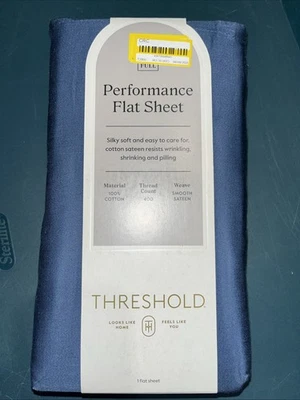 FULL
Performance
Flat Sheet
Silky soft and easy to care for,
cotton sateen resists wrinkling,
shrinking and pilling
Material
100%
COTTON
Thread
Count
400
Weave
SMOOTH
SATEEN
THRESHOLD
LOOKS LIKE
HOME
FEELS LIKE
YOU
1 flat sheet
Sterilite